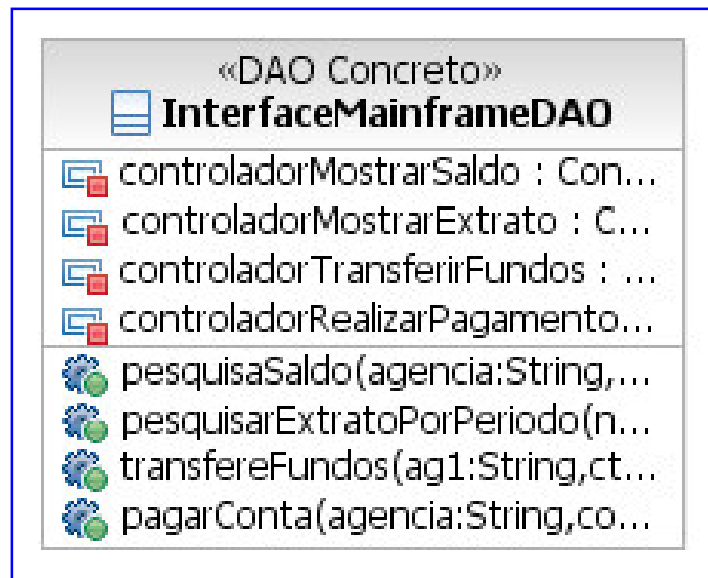 «DAO Concreto»
InterfaceMainframeDAO
controladorMostrarSaldo : Con...
controladorMostrarExtrato : C...
controladorTransferirFundos : ...
controladorRealizarPagamento...
pesquisaSaldo(agencia:String,...
pesquisarExtratoPorPeriodo(n...
transfereFundos(ag1:String,ct...
pagarConta(agencia:String,co...